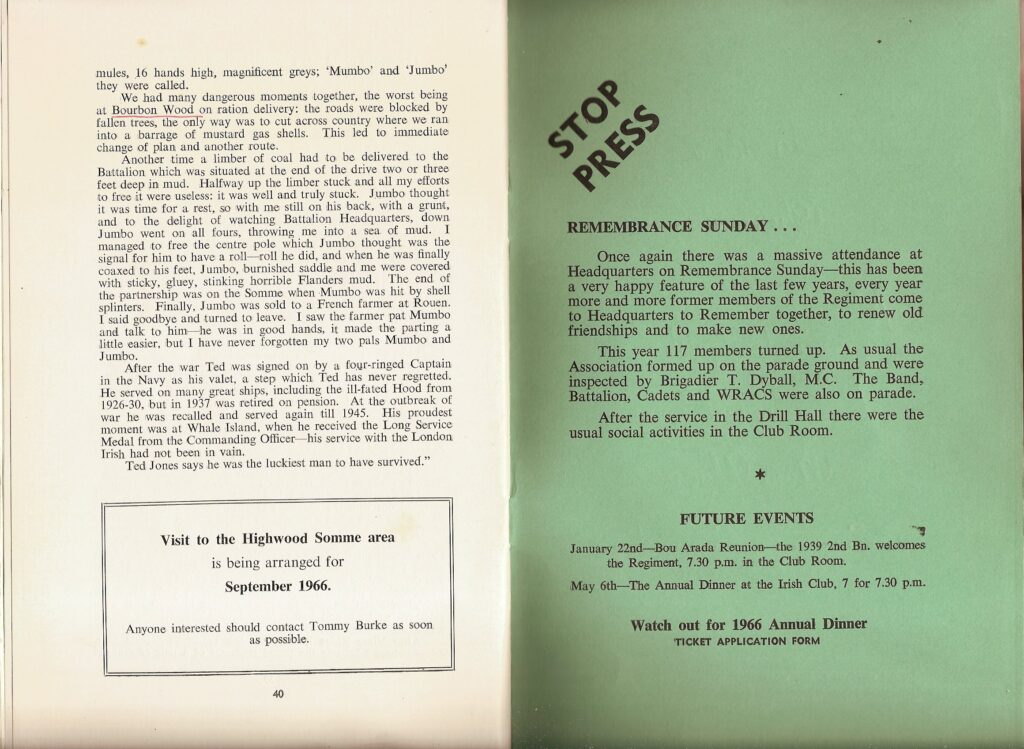 mules, 16 hands high, magnificent greys; ‘Mumbo’ and ‘Jumbo’
they were called.
We had many dangerous moments together, the worst being
at Bourbon Wood on ration delivery: the roads were blocked by
fallen trees, the only way was to cut across country where we ran
into a barrage of mustard gas shells. This led to immediate
change of plan and another route.
Another time a limber of coal had to be delivered to the
Battalion which was situated at the end of the drive two or three
feet deep in mud. Halfway up the limber stuck and all my efforts
to free it were useless: it was well and truly stuck. Jumbo thought
it was time for a rest, so with me still on his back, with a grunt,
and to the delight of watching Battalion Headquarters, down
Jumbo went on all fours, throwing me into a sea of mud. I
managed to free the centre pole which Jumbo thought was the
signal for him to have a roll—roll he did, and when he was finally
coaxed to his feet, Jumbo, burnished saddle and me were covered
with sticky, gluey, stinking horrible Flanders mud. The end of
the partnership was on the Somme when Mumbo was hit by shell
splinters. Finally, Jumbo was sold to a French farmer at Rouen.
I said goodbye and turned to leave. I saw the farmer pat Mumbo
and talk to him—he was in good hands, it made the parting a
little easier, but I have never forgotten my two pals Mumbo and
Jumbo.
After the war Ted was signed on by a four-ringed Captain
in the Navy as his valet, a step which Ted has never regretted.
He served on many great ships, including the ill-fated Hood from
1926-30, but in 1937 was retired on pension. At the outbreak of
war he was recalled and served again till 1945. His proudest
moment was at Whale Island, when he received the Long Service
Medal from the Commanding Officer—his service with the London
Irish had not been in vain.
Ted Jones says he was the luckiest man to have survived.”
Visit to the Highwood Somme area
is being arranged for
September 1966.
Anyone interested should contact Tommy Burke as soon
as possible.
40
STOP
PRESS
REMEMBRANCE SUNDAY . . .
Once again there was a massive attendance at
Headquarters on Remembrance Sunday—this has been
a very happy feature of the last few years, every year
more and more former members of the Regiment come
to Headquarters to Remember together, to renew old
friendships and to make new ones.
This year 117 members turned up. As usual the
Association formed up on the parade ground and were
inspected by Brigadier T. Dyball, M.C. The Band,
Battalion, Cadets and WRACS were also on parade.
After the service in the Drill Hall there were the
usual social activities in the Club Room.
*
FUTURE EVENTS
January 22nd—Bou Arada Reunion—the 1939 2nd Bn. welcomes
the Regiment, 7.30 p.m. in the Club Room.
May 6th—The Annual Dinner at the Irish Club, 7 for 7.30 p.m.
Watch out for 1966 Annual Dinner
TICKET APPLICATION FORM